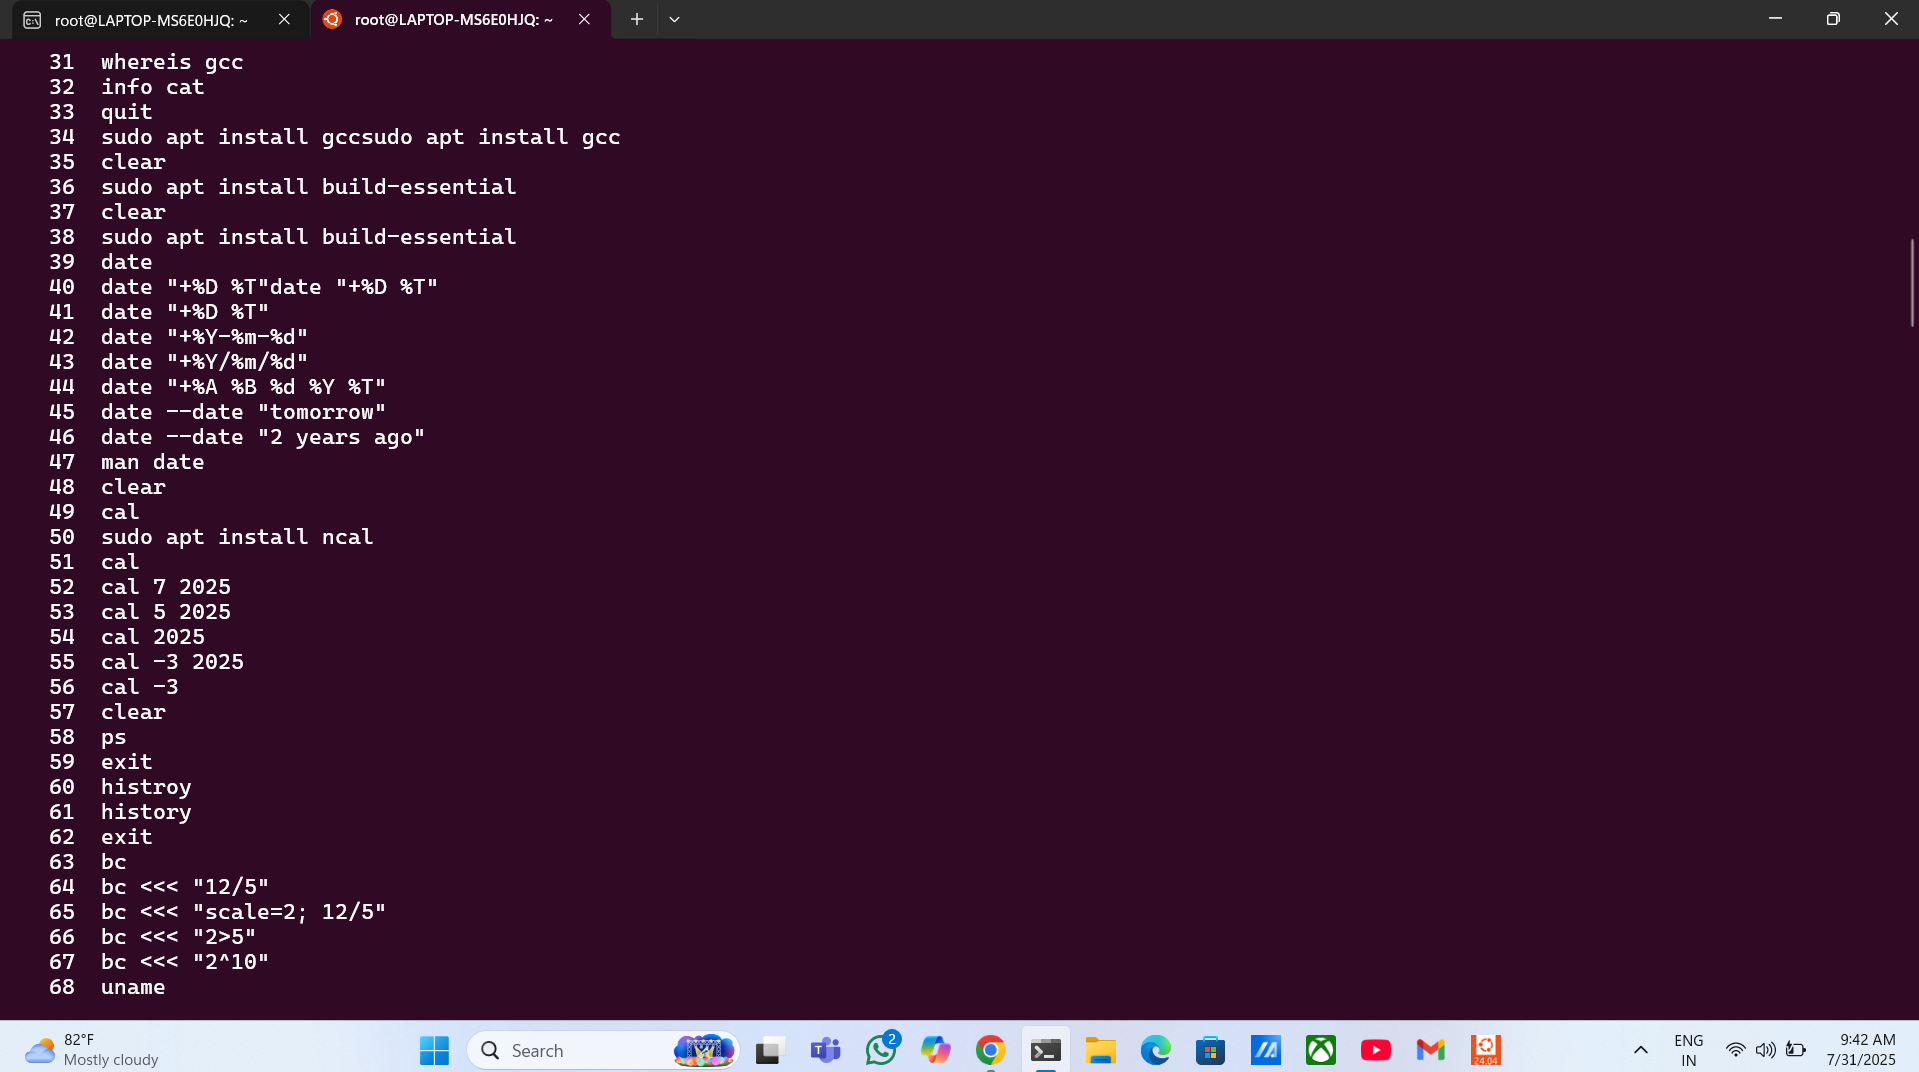 root@LAPTOP-MS6E0HJQ: ~
root@LAPTOP-MS6E0HJQ: ~
31 whereis gcc
32 info cat
33 quit
34 sudo apt install gccsudo apt install gcc
35 clear
36 sudo apt install build-essential
37 clear
38 sudo apt install build-essential
39 date
40 date "+%D %T"date "+%D %T"
41 date "+%D %T"
42 date "+%Y-%m-%d"
43 date "+%Y/%m/%d"
44 date "+%A %B %d %Y %T"
45 date --date "tomorrow"
46 date --date "2 years ago"
47 man date
48 clear
49 cal
50 sudo apt install ncal
51 cal
52 cal 7 2025
53 cal 5 2025
54 cal 2025
55 cal -3 2025
56 cal -3
57 clear
58 ps
59 exit
60 histroy
61 history
62 exit
63 bc
64 bc <<< "12/5"
65 bc <<< "scale=2; 12/5"
66 bc <<< "2>5"
67 bc <<< "2^10"
68 uname
82°F
Mostly cloudy
Search
2
24.04
ENG
IN
9:42 AM
7/31/2025